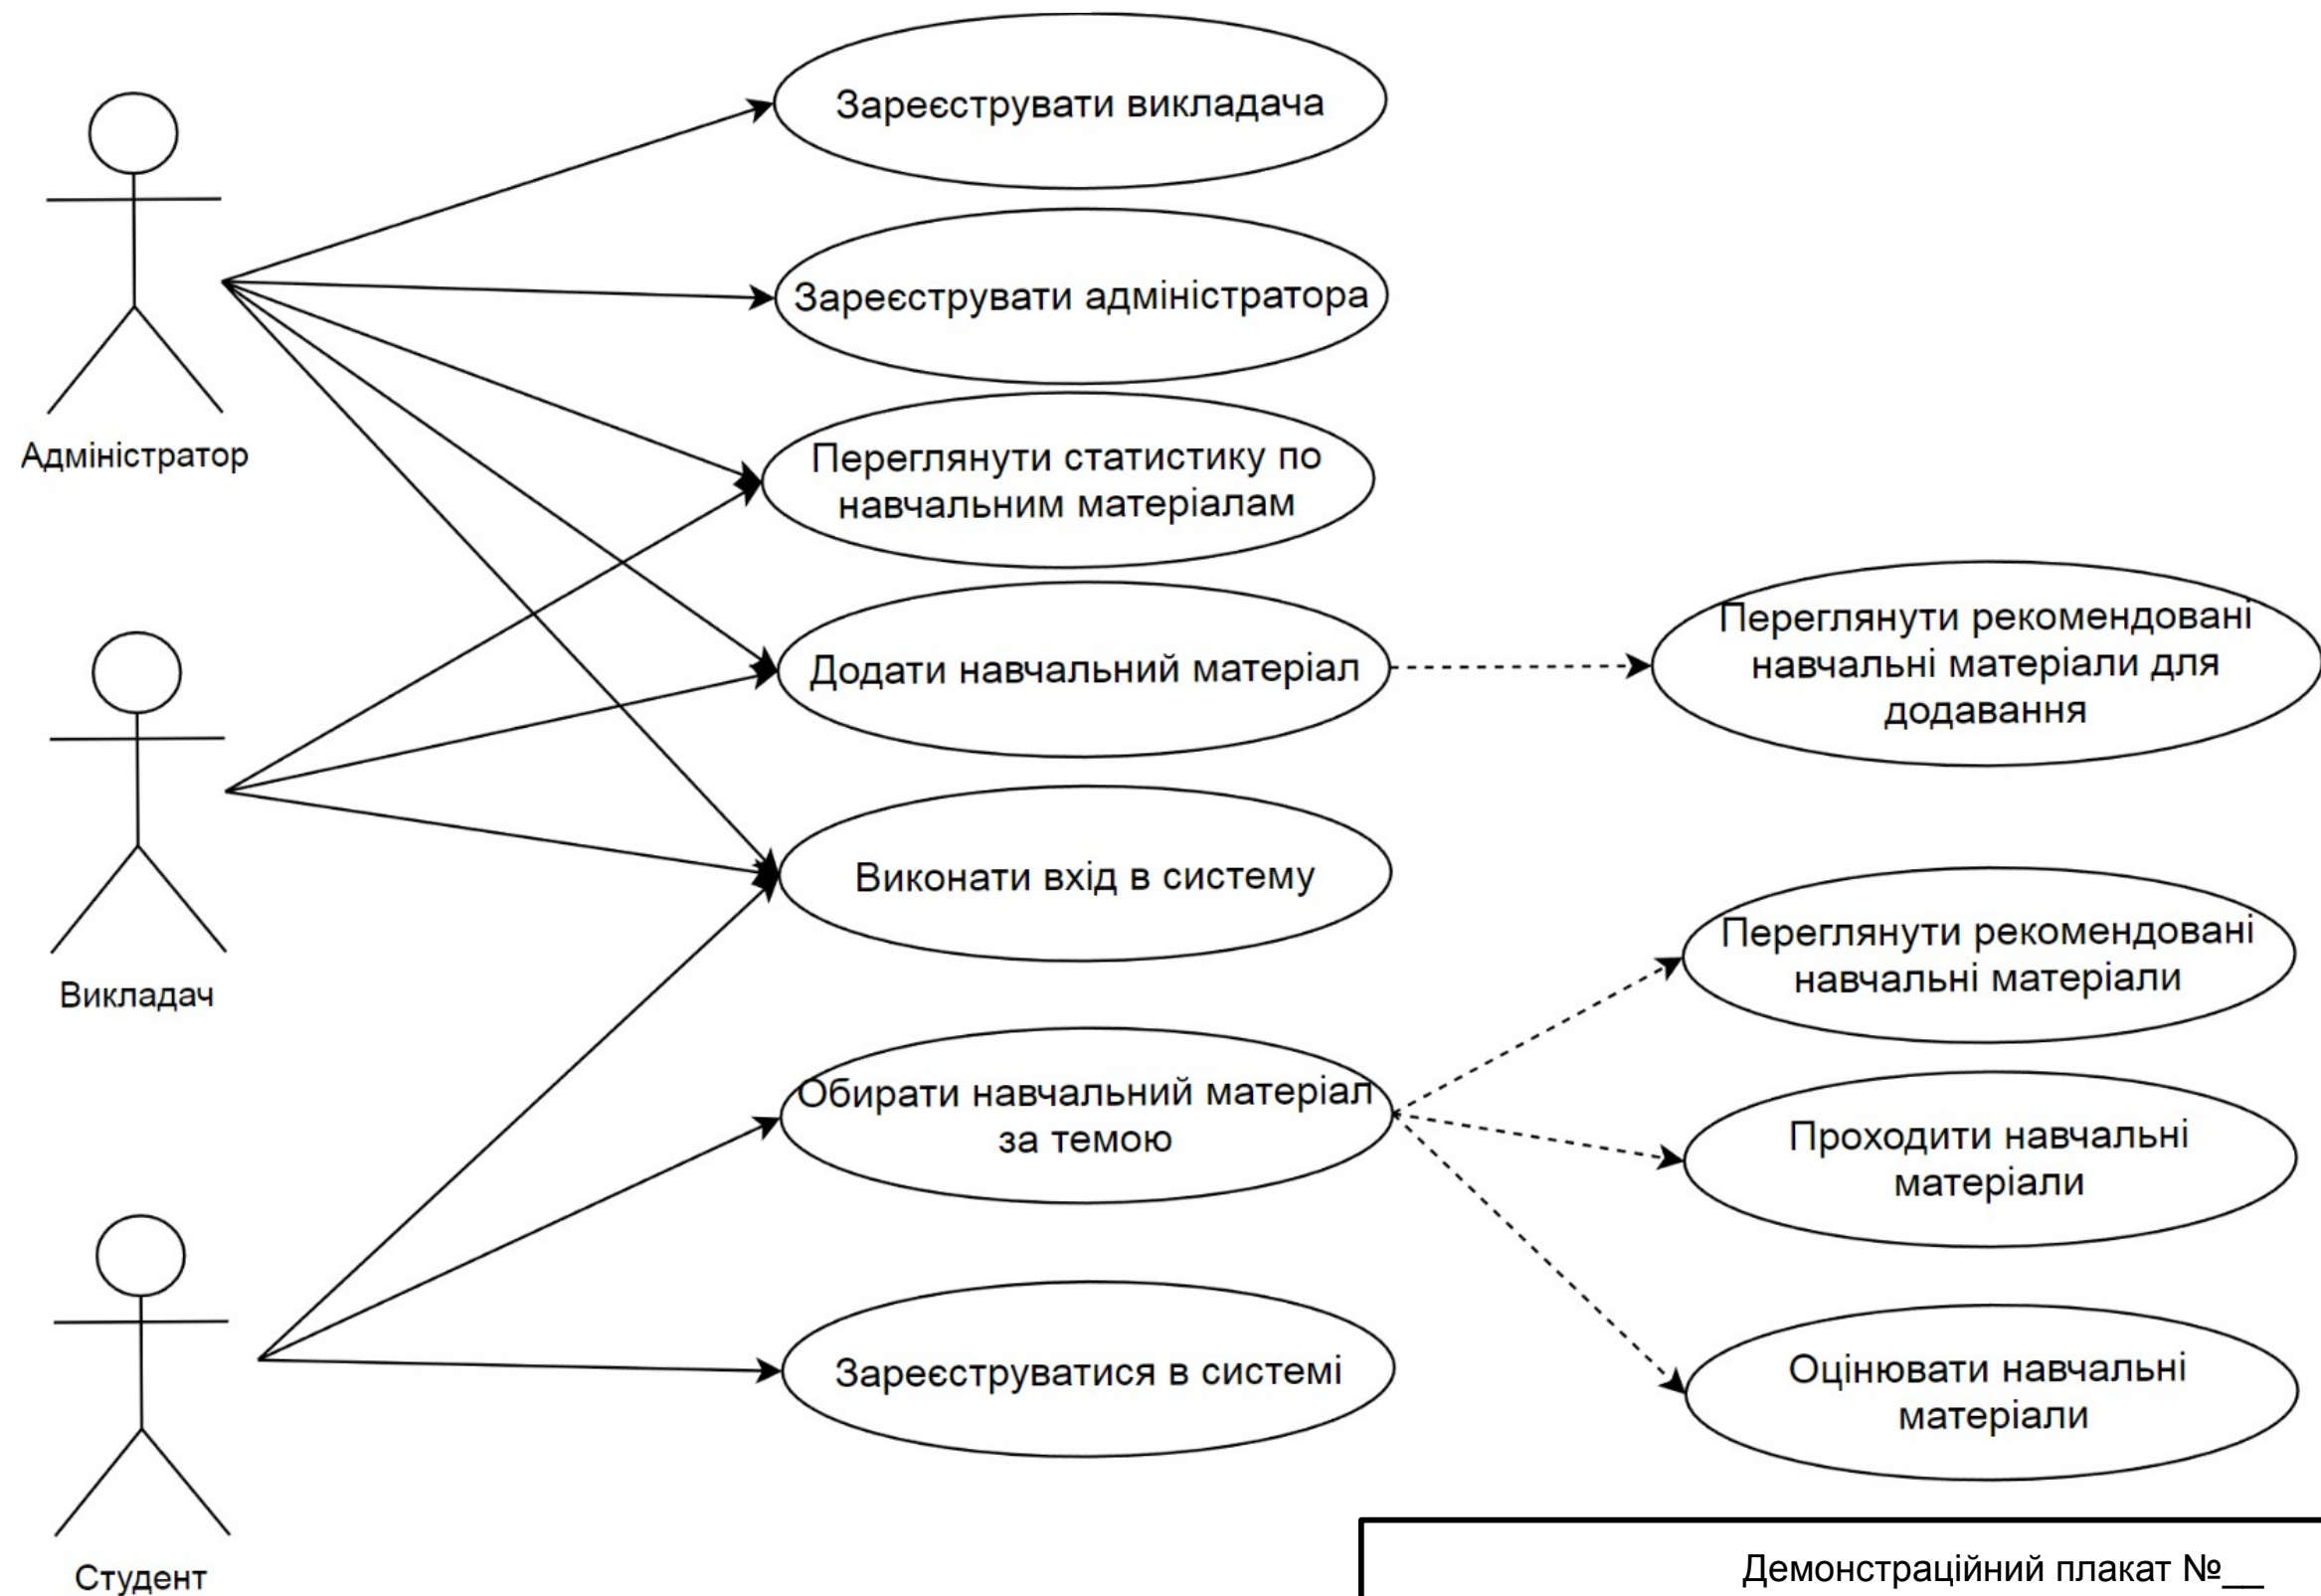 Зареєструвати викладача
Зареєструвати адміністратора
Адміністратор
Переглянути статистику по
навчальним матеріалам
Переглянути рекомендовані
навчальні матеріали для
додавання
Додати навчальний матеріал
Виконати вхід в систему
Переглянути рекомендовані
навчальні матеріали
Викладач
Обирати навчальний матеріал
за темою
Проходити навчальні
матеріали
Зареєструватися в системі
Оцінювати навчальні
матеріали
Студент
Демонстраційний плакат №__